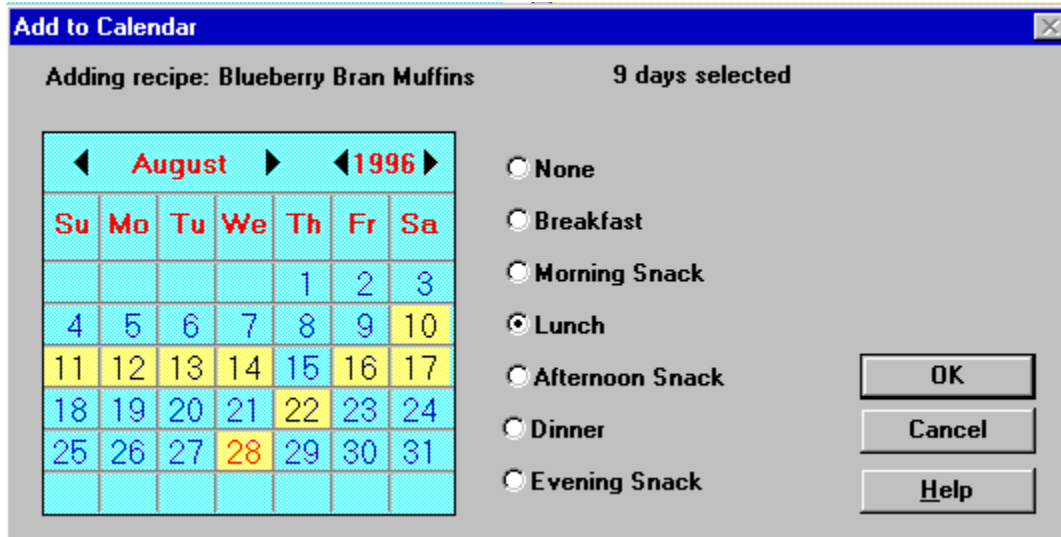 Add to Calendar
Adding recipe: Blueberry Bran Muffins 9 days selected
August 1996
Su Mo Tu We Th Fr Sa
1 2 3
4 5 6 7 8 9 10
11 12 13 14 15 16 17
18 19 20 21 22 23 24
25 26 27 28 29 30 31
None
Breakfast
Morning Snack
Lunch
Afternoon Snack
Dinner
Evening Snack
OK
Cancel
Help